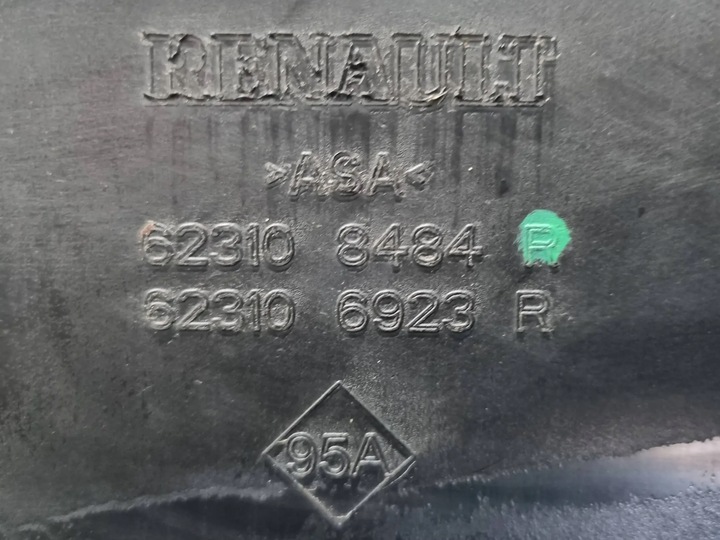 RENAULT
>ASA<
62310 8484 R
62310 6923 R
95A